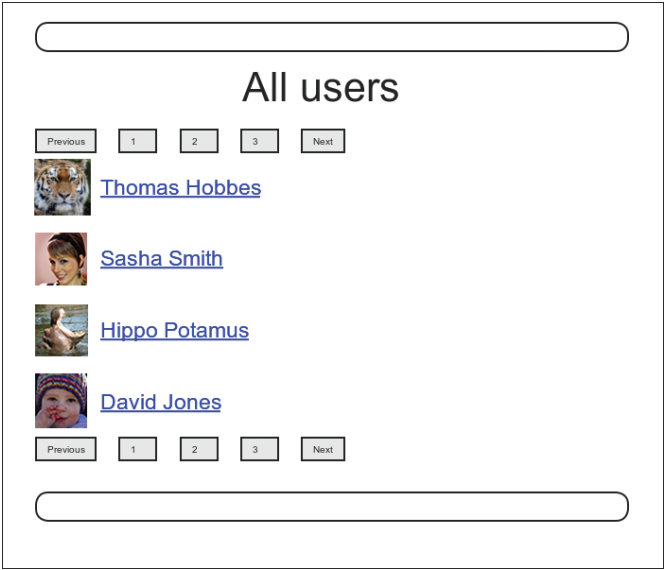 All users
Previous 1 2 3 Next
Thomas Hobbes
Sasha Smith
Hippo Potamus
David Jones
Previous 1 2 3 Next